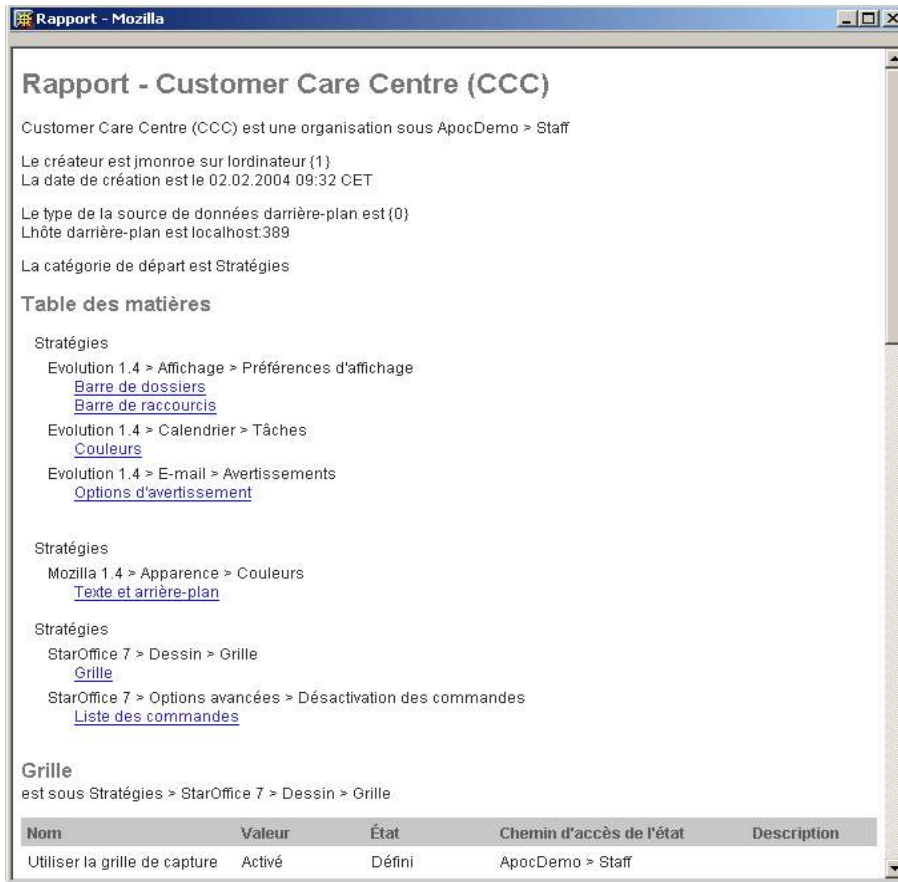 Rapport - Mozilla
Rapport - Customer Care Centre (CCC)
Customer Care Centre (CCC) est une organisation sous ApocDemo > Staff
Le créateur est jmonroe sur lordinateur {1}
La date de création est le 02.02.2004 09:32 CET
Le type de la source de données darrière-plan est {0}
Lhôte darrière-plan est localhost:389
La catégorie de départ est Stratégies
Table des matières
Stratégies
Evolution 1.4 > Affichage > Préférences d'affichage
Barre de dossiers
Barre de raccourcis
Evolution 1.4 > Calendrier > Tâches
Couleurs
Evolution 1.4 > E-mail > Avertissements
Options d'avertissement
Stratégies
Mozilla 1.4 > Apparence > Couleurs
Texte et arrière-plan
Stratégies
StarOffice 7 > Dessin > Grille
Grille
StarOffice 7 > Options avancées > Désactivation des commandes
Liste des commandes
Grille
est sous Stratégies > StarOffice 7 > Dessin > Grille
Nom Valeur État Chemin d'accès de l'état Description
Utiliser la grille de capture Activé Défini ApocDemo > Staff